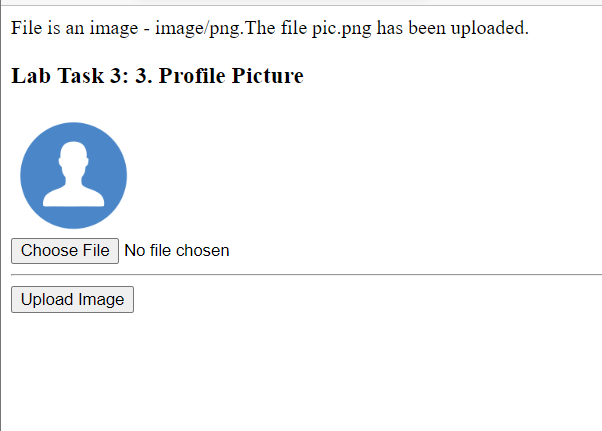 File is an image - image/png.The file pic.png has been uploaded.
Lab Task 3: 3. Profile Picture
Choose File No file chosen
Upload Image